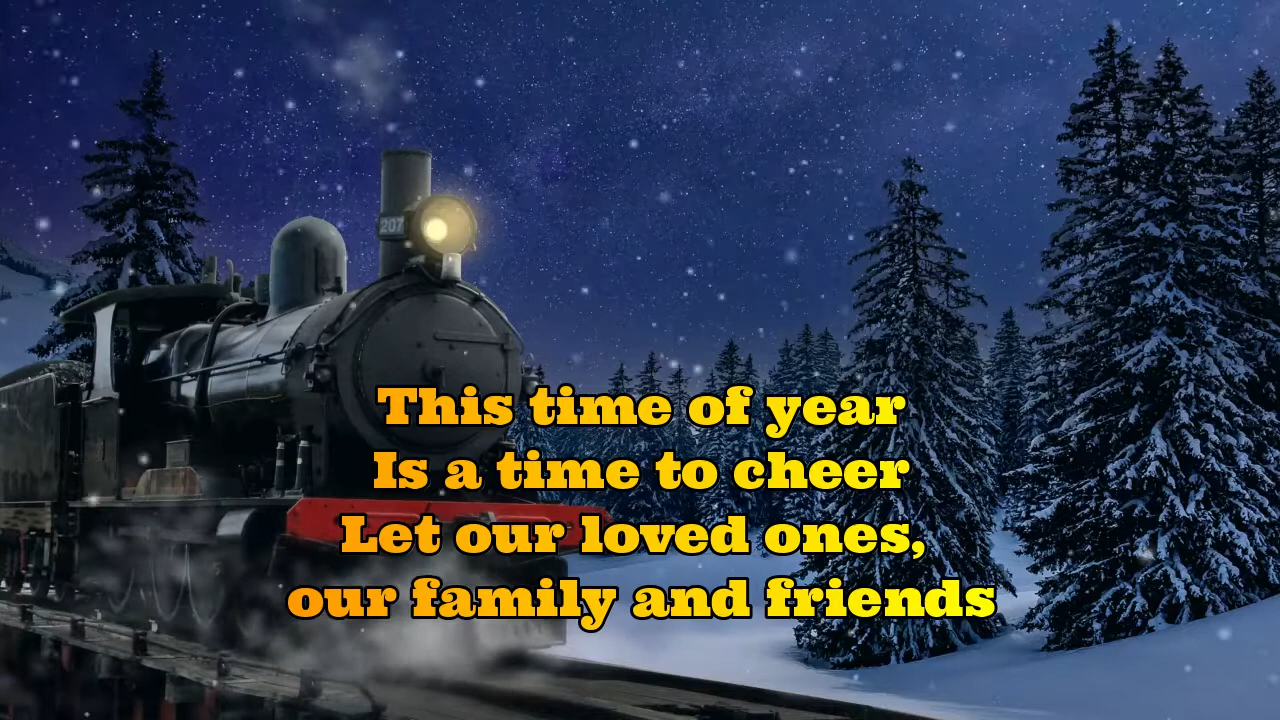 207
This time of year
Is a time to cheer
Let our loved ones,
our family and friends